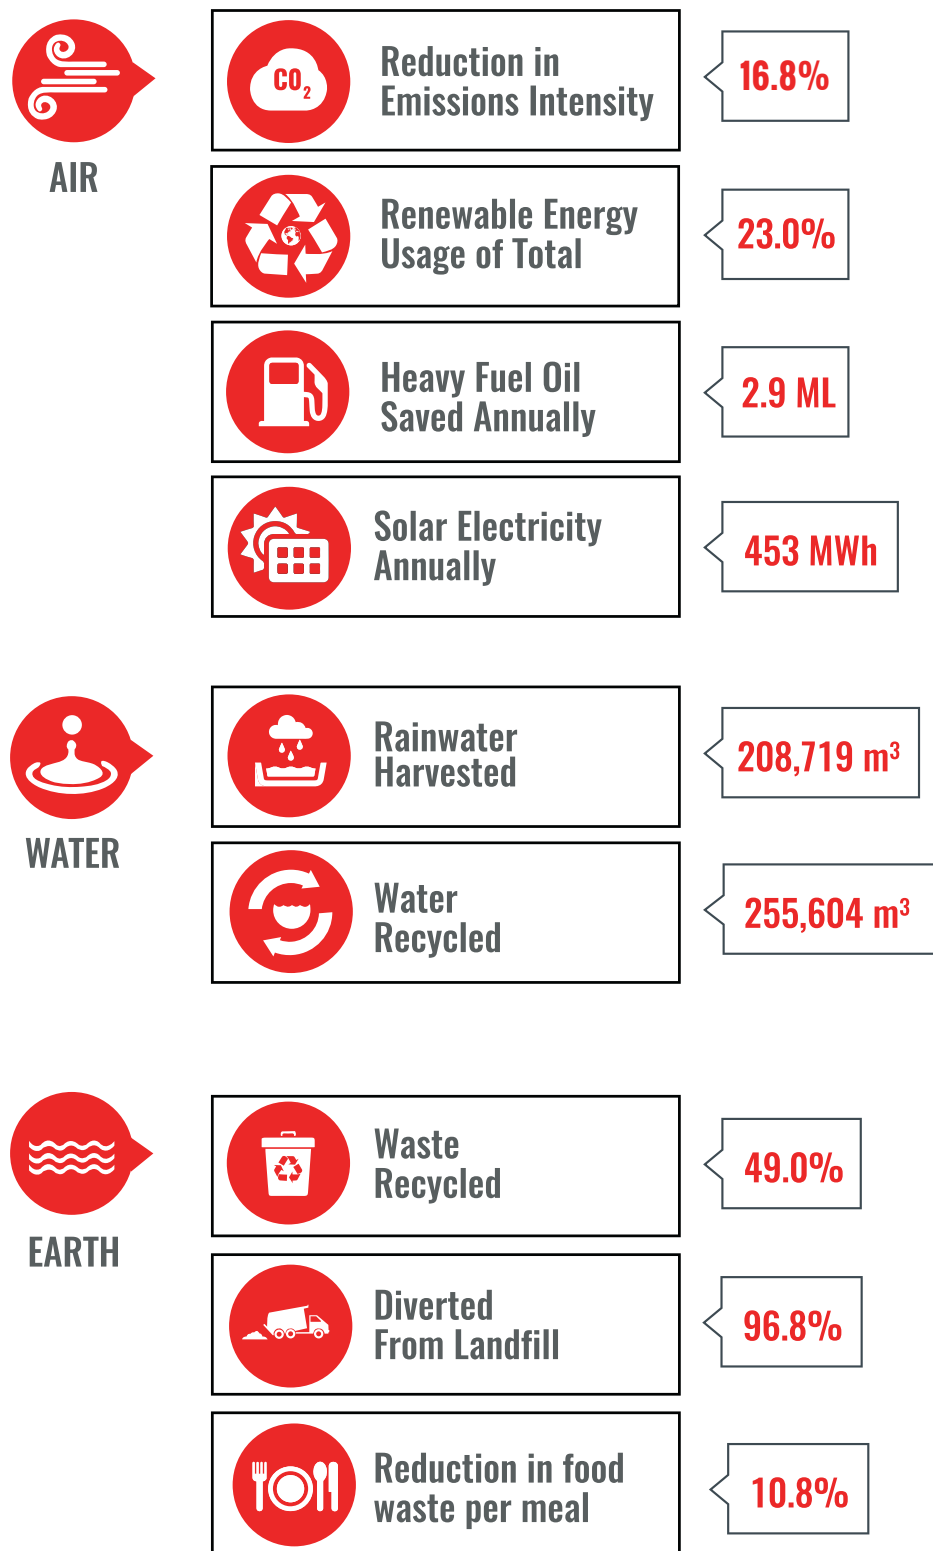 AIR
CO2
Reduction in
Emissions Intensity
16.8%
Renewable Energy
Usage of Total
23.0%
Heavy Fuel Oil
Saved Annually
2.9 ML
Solar Electricity
Annually
453 MWh
WATER
Rainwater
Harvested
208,719 m³
Water
Recycled
255,604 m³
EARTH
Waste
Recycled
49.0%
Diverted
From Landfill
96.8%
Reduction in food
waste per meal
10.8%